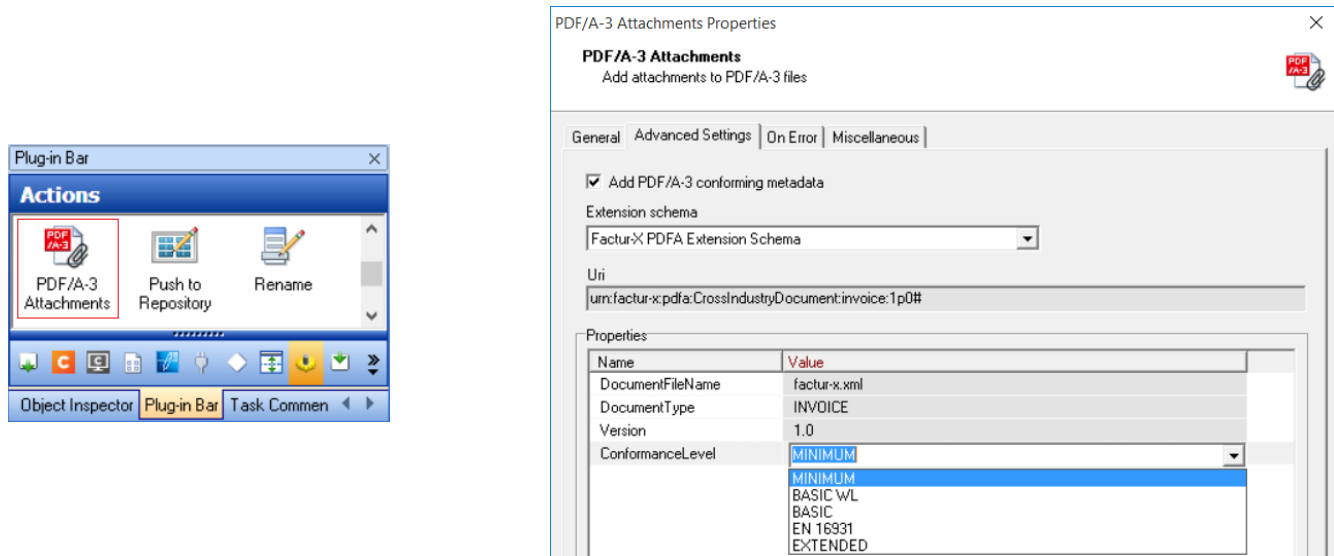 Plug-in Bar
Actions
PDF/A-3 Attachments
Push to Repository
Rename
Object Inspector
Plug-in Bar
Task Commen
PDF/A-3 Attachments Properties
PDF/A-3 Attachments
Add attachments to PDF/A-3 files
PDF /A-3
General
Advanced Settings
On Error
Miscellaneous
Add PDF/A-3 conforming metadata
Extension schema
Factur-X PDFA Extension Schema
Uri
urn:factur-x:pdfa:CrossIndustryDocument:invoice:1p0#
Properties
Name Value
DocumentFileName factur-x.xml
DocumentType INVOICE
Version 1.0
ConformanceLevel MINIMUM
MINIMUM
BASIC WL
BASIC
EN 16931
EXTENDED